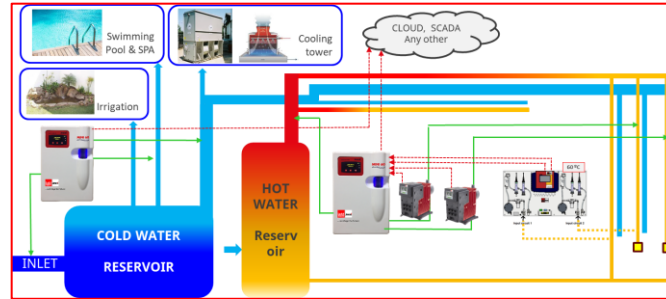 Swimming
Pool & SPA
Cooling
tower
CLOUD, SCADA
Any other
Irrigation
60 °C
HOT
WATER
Reserv
oir
COLD WATER
RESERVOIR
INLET